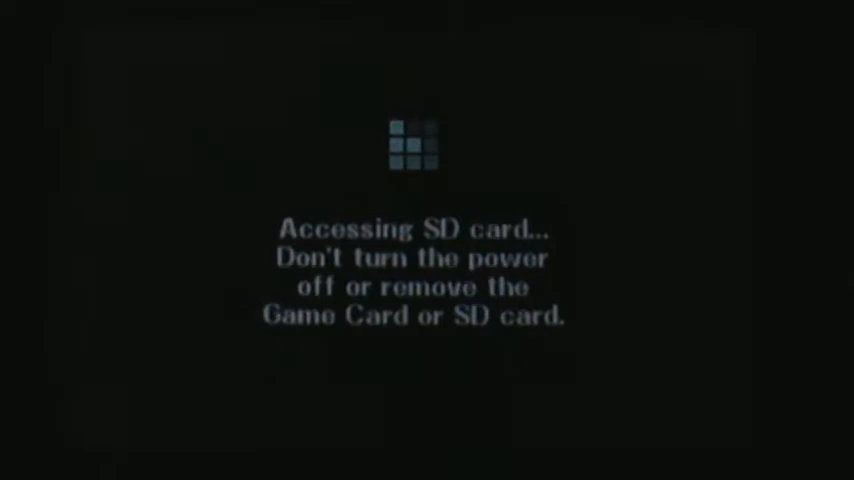 Accessing SD card...
Don't turn the power
off or remove the
Game Card or SD card.